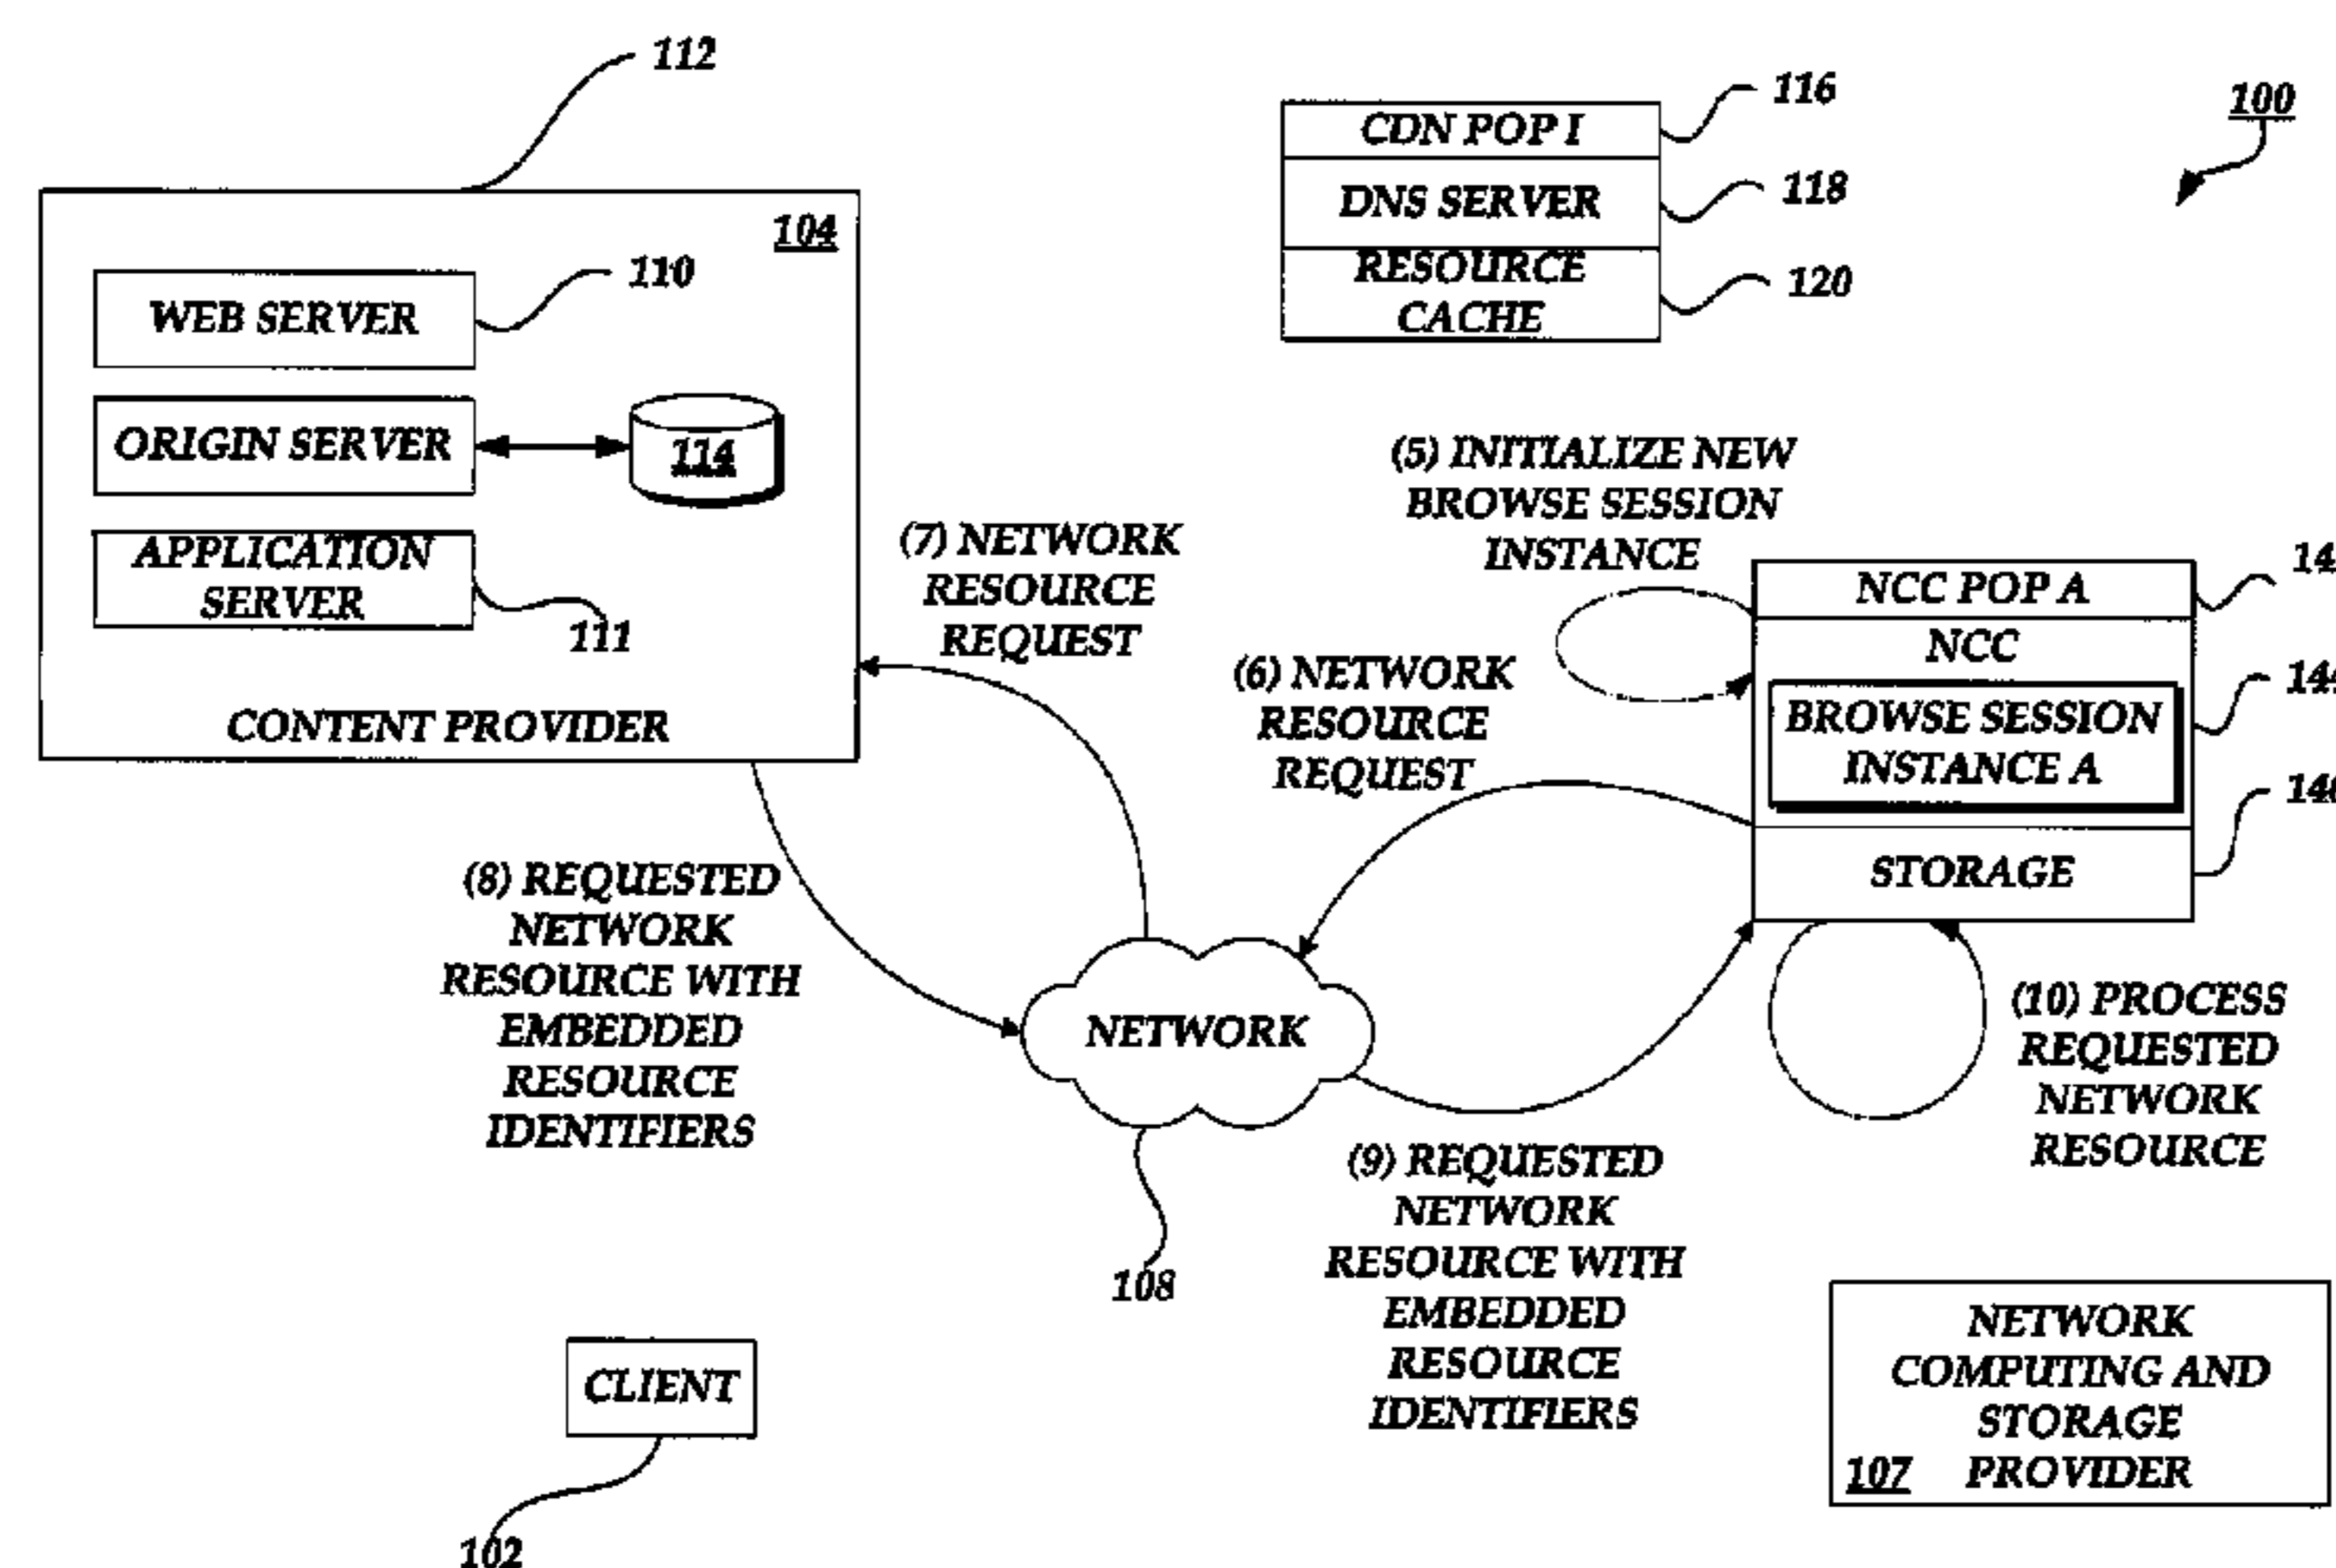 112
104
WEB SERVER
110
ORIGIN SERVER
114
APPLICATION
SERVER
111
CONTENT PROVIDER
CDN POP I
116
DNS SERVER
118
RESOURCE
CACHE
120
100
(5) INITIALIZE NEW
BROWSE SESSION
INSTANCE
(7) NETWORK
RESOURCE
REQUEST
(6) NETWORK
RESOURCE
REQUEST
NCC POP A
NCC
BROWSE SESSION
INSTANCE A
STORAGE
(8) REQUESTED
NETWORK
RESOURCE WITH
EMBEDDED
RESOURCE
IDENTIFIERS
NETWORK
108
(9) REQUESTED
NETWORK
RESOURCE WITH
EMBEDDED
RESOURCE
IDENTIFIERS
(10) PROCESS
REQUESTED
NETWORK
RESOURCE
CLIENT
102
NETWORK
COMPUTING AND
STORAGE
PROVIDER
107